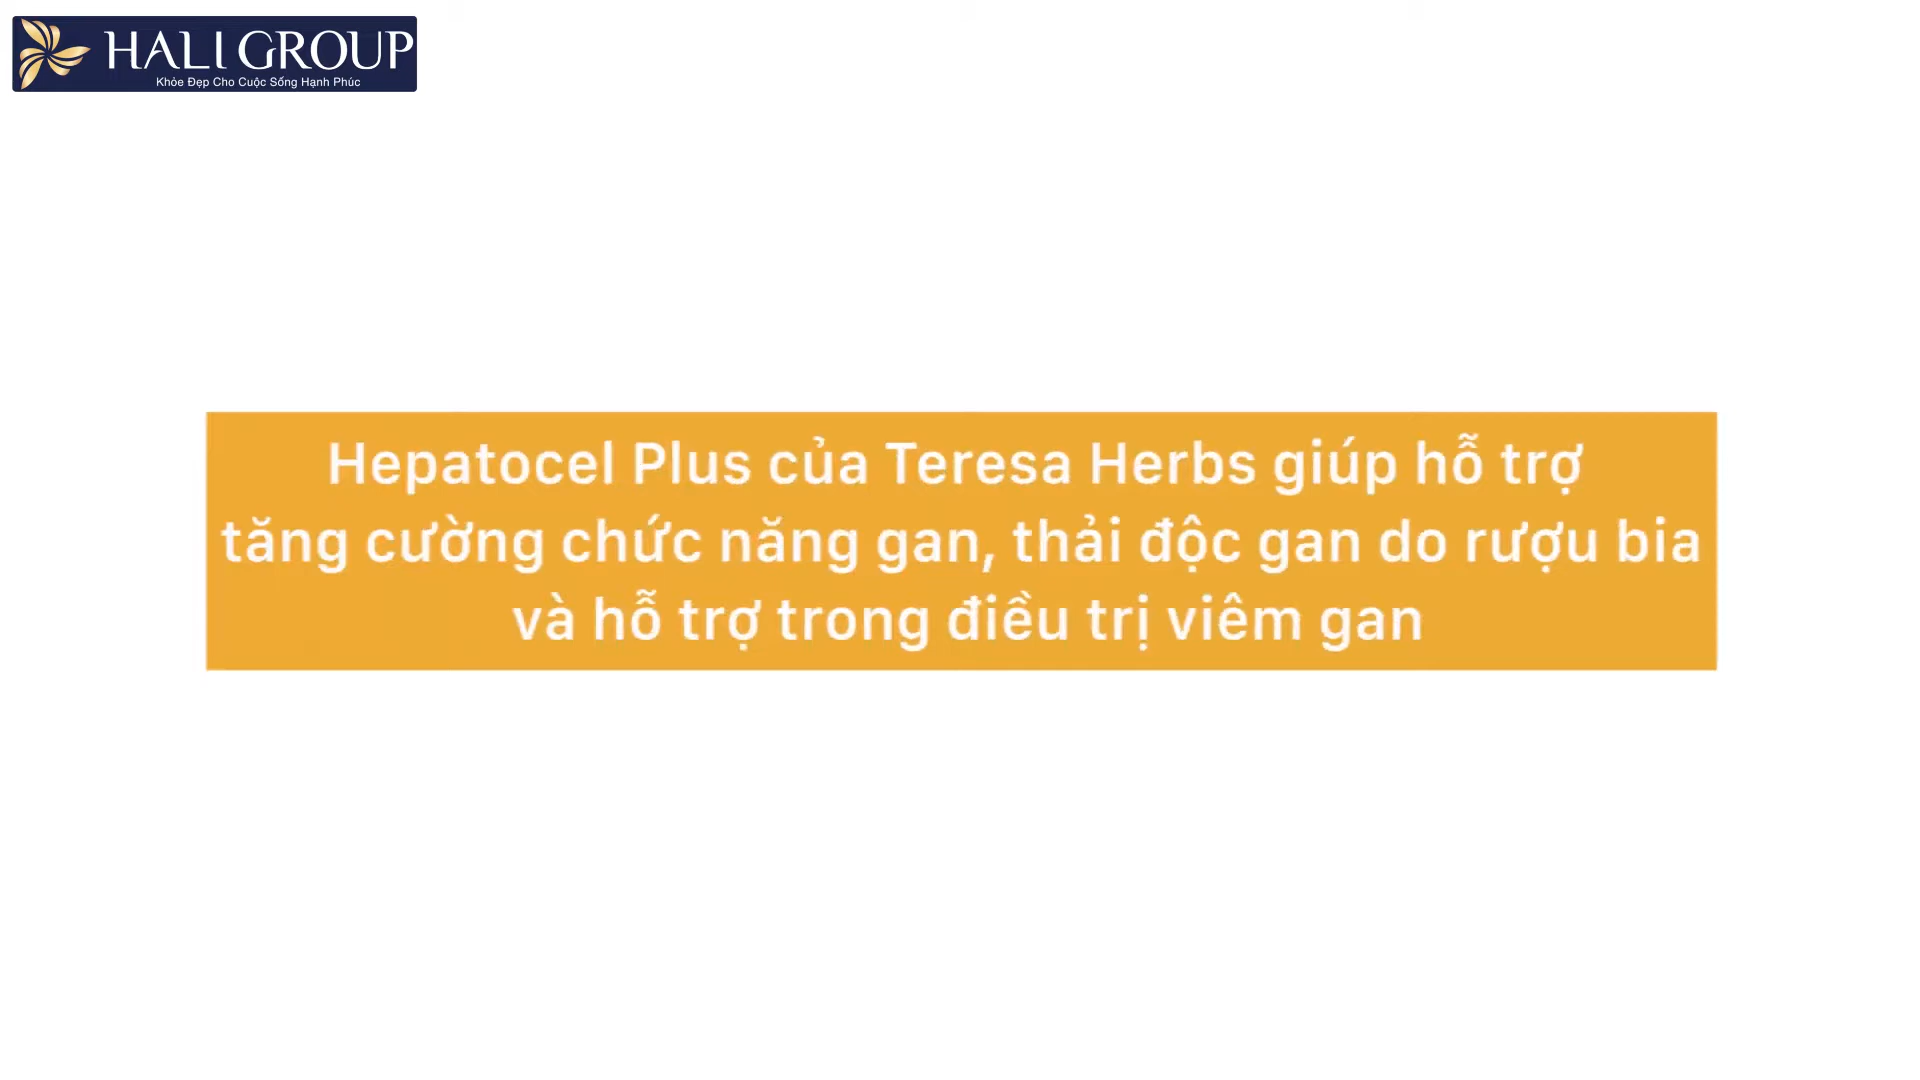 HALI GROUP
Khỏe Đẹp Cho Cuộc Sống Hạnh Phúc
Hepatocel Plus của Teresa Herbs giúp hỗ trợ
tăng cường chức năng gan, thải độc gan do rượu bia
và hỗ trợ trong điều trị viêm gan